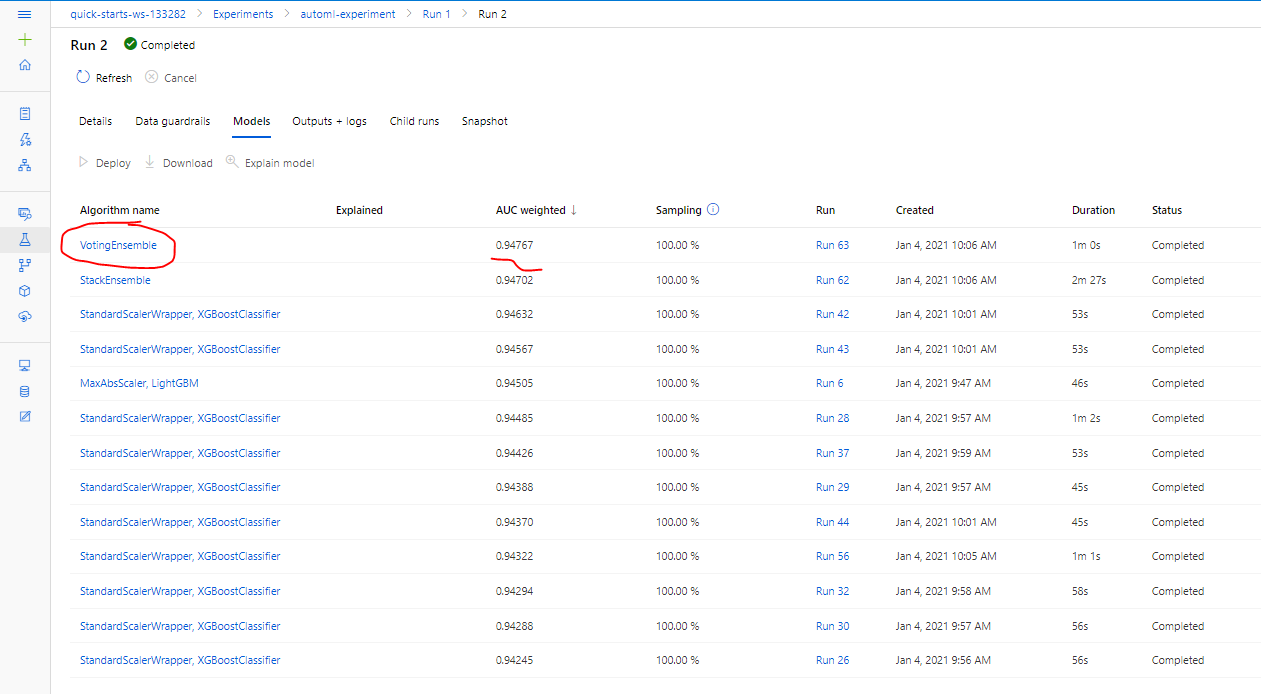 quick-starts-ws-133282 > Experiments > automl-experiment > Run 1 > Run 2
Run 2 Completed
Refresh Cancel
Details Data guardrails Models Outputs + logs Child runs Snapshot
Deploy Download Explain model
Algorithm name Explained AUC weighted ↓ Sampling Run Created Duration Status
VotingEnsemble 0.94767 100.00 % Run 63 Jan 4, 2021 10:06 AM 1m 0s Completed
StackEnsemble 0.94702 100.00 % Run 62 Jan 4, 2021 10:06 AM 2m 27s Completed
StandardScalerWrapper, XGBoostClassifier 0.94632 100.00 % Run 42 Jan 4, 2021 10:01 AM 53s Completed
StandardScalerWrapper, XGBoostClassifier 0.94567 100.00 % Run 43 Jan 4, 2021 10:01 AM 53s Completed
MaxAbsScaler, LightGBM 0.94505 100.00 % Run 6 Jan 4, 2021 9:47 AM 46s Completed
StandardScalerWrapper, XGBoostClassifier 0.94485 100.00 % Run 28 Jan 4, 2021 9:57 AM 1m 2s Completed
StandardScalerWrapper, XGBoostClassifier 0.94426 100.00 % Run 37 Jan 4, 2021 9:59 AM 53s Completed
StandardScalerWrapper, XGBoostClassifier 0.94388 100.00 % Run 29 Jan 4, 2021 9:57 AM 45s Completed
StandardScalerWrapper, XGBoostClassifier 0.94370 100.00 % Run 44 Jan 4, 2021 10:01 AM 45s Completed
StandardScalerWrapper, XGBoostClassifier 0.94322 100.00 % Run 56 Jan 4, 2021 10:05 AM 1m 1s Completed
StandardScalerWrapper, XGBoostClassifier 0.94294 100.00 % Run 32 Jan 4, 2021 9:58 AM 58s Completed
StandardScalerWrapper, XGBoostClassifier 0.94288 100.00 % Run 30 Jan 4, 2021 9:57 AM 56s Completed
StandardScalerWrapper, XGBoostClassifier 0.94245 100.00 % Run 26 Jan 4, 2021 9:56 AM 56s Completed